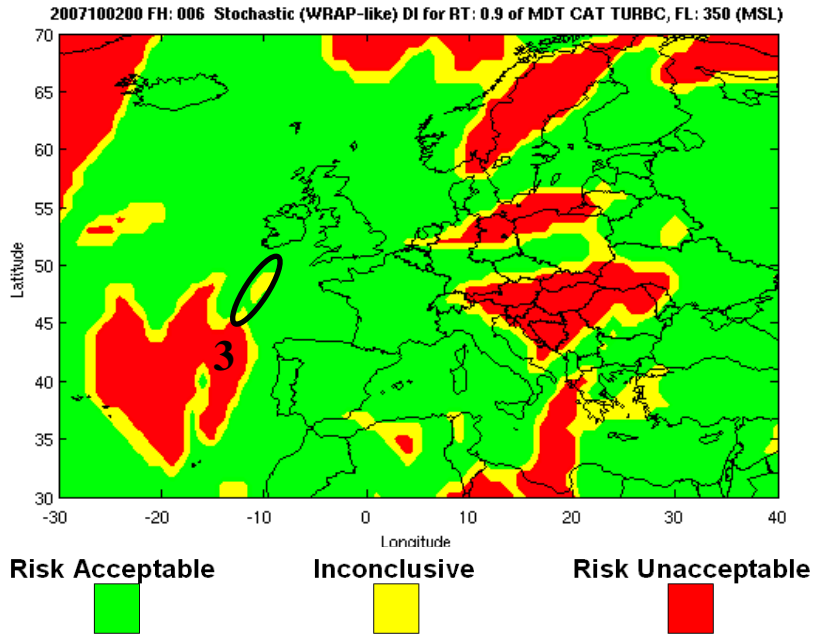 2007100200 FH: 006 Stochastic (WRAP-like) DI for RT: 0.9 of MDT CAT TURBC, FL: 350 (MSL)
70
65
60
55
50
45
40
35
30
Latitude
3
-30 -20 -10 0 10 20 30 40
Longitude
Risk Acceptable Inconclusive Risk Unacceptable